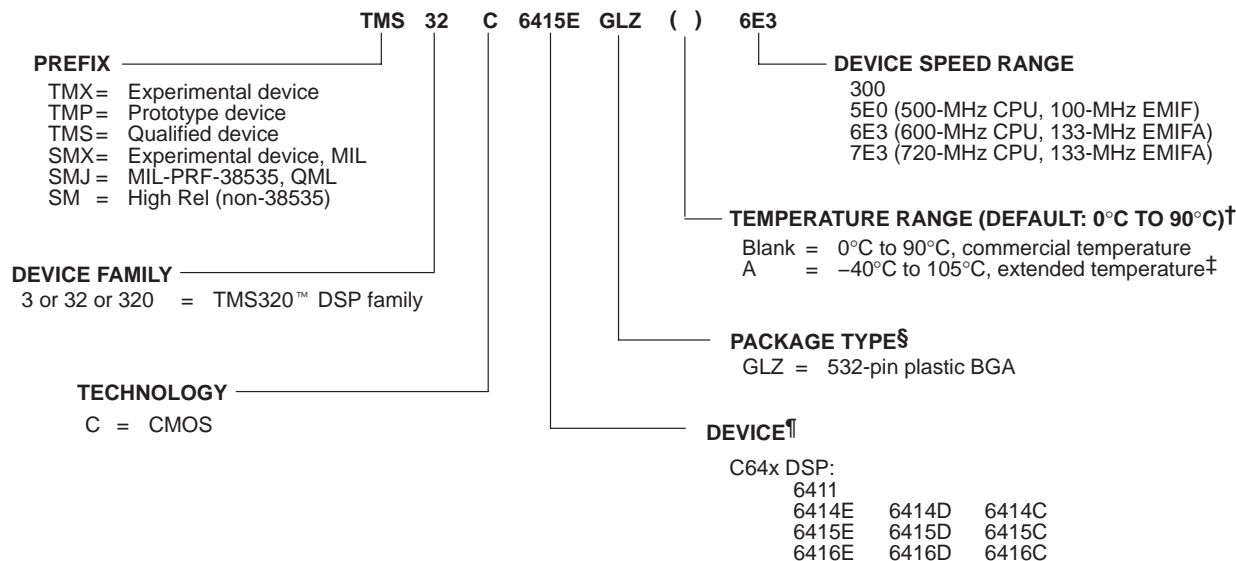 TMS 32 C 6415E GLZ ( ) 6E3
PREFIX
TMX = Experimental device
TMP = Prototype device
TMS = Qualified device
SMX = Experimental device, MIL
SMJ = MIL-PRF-38535, QML
SM = High Rel (non-38535)
DEVICE SPEED RANGE
300
5E0 (500-MHz CPU, 100-MHz EMIF)
6E3 (600-MHz CPU, 133-MHz EMIFA)
7E3 (720-MHz CPU, 133-MHz EMIFA)
TEMPERATURE RANGE (DEFAULT: 0°C TO 90°C)†
Blank = 0°C to 90°C, commercial temperature
A = −40°C to 105°C, extended temperature‡
DEVICE FAMILY
3 or 32 or 320 = TMS320™ DSP family
PACKAGE TYPE§
GLZ = 532-pin plastic BGA
TECHNOLOGY
C = CMOS
DEVICE¶
C64x DSP:
6411
6414E 6414D 6414C
6415E 6415D 6415C
6416E 6416D 6416C